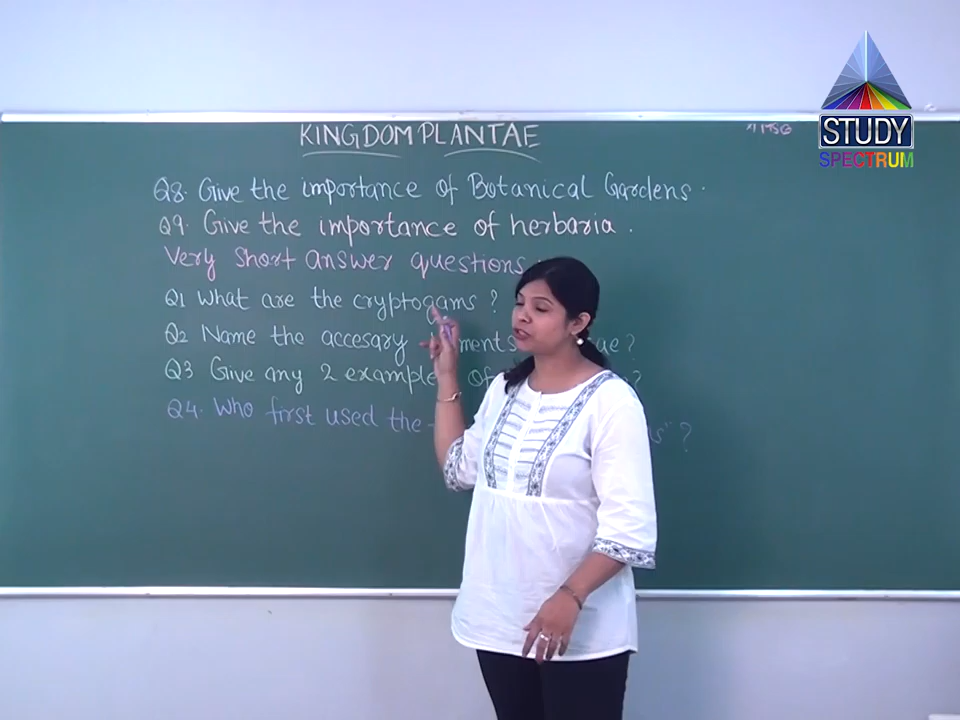 STUDY
SPECTRUM
KINGDOM PLANTAE
Q8. Give the importance of Botanical Gardens.
Q9. Give the importance of herbaria.
Very Short answer questions
Q1 What are the cryptogams ?
Q2 Name the accesary ?
Q3 Give any 2 example of ?
Q4. Who first used the ?